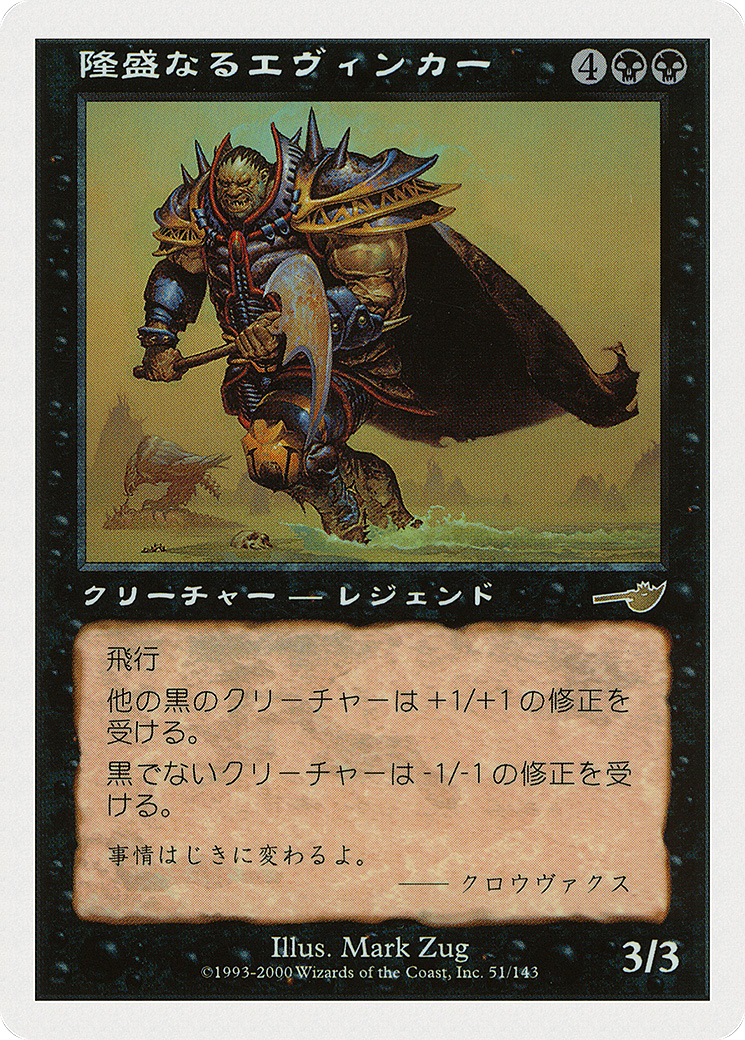 隆盛なるエヴィンカー 4
クリーチャー — レジェンド
飛行
他の黒のクリーチャーは +1/+1 の修正を
受ける。
黒でないクリーチャーは -1/-1 の修正を受
ける。
事情はじきに変わるよ。
—— クロウヴァクス
Illus. Mark Zug
©1993-2000 Wizards of the Coast, Inc. 51/143
3/3